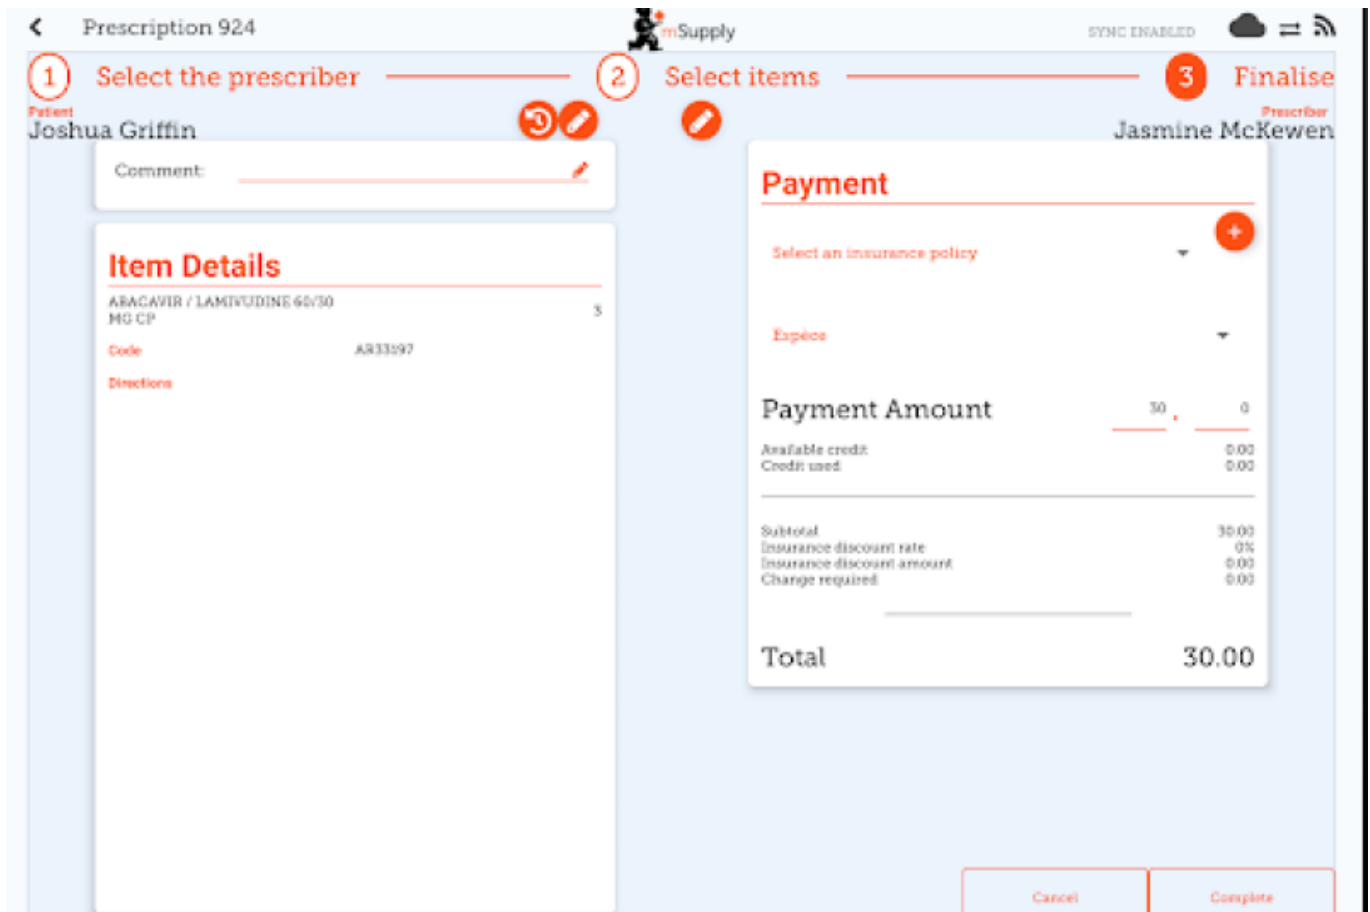 Prescription 924
mSupply
SYNC ENABLED
1 Select the prescriber
2 Select items
3 Finalise
Patient
Joshua Griffin
Prescriber
Jasmine McKewen
Comment:
Item Details
ABACAVIR / LAMIVUDINE 60/30
MG CP
3
Code AR33197
Directions
Payment
+
Select an insurance policy
Espèce
Payment Amount 30 . 0
Available credit 0.00
Credit used 0.00
Subtotal 30.00
Insurance discount rate 0%
Insurance discount amount 0.00
Change required 0.00
Total 30.00
Cancel
Complete